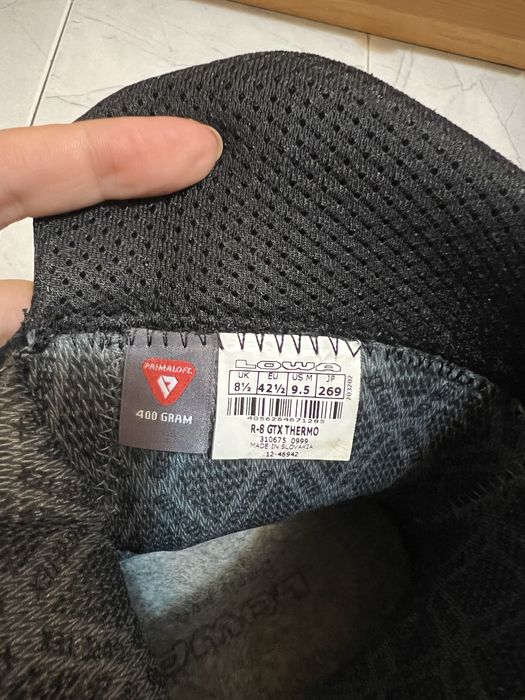 PRIMALOFT.
400 GRAM
LOWA
UK EU US M JP
8½ 42½ 9.5 269
4056264671285
R-8 GTX THERMO
310675 0999
MADE IN SLOVAKIA
12-46942